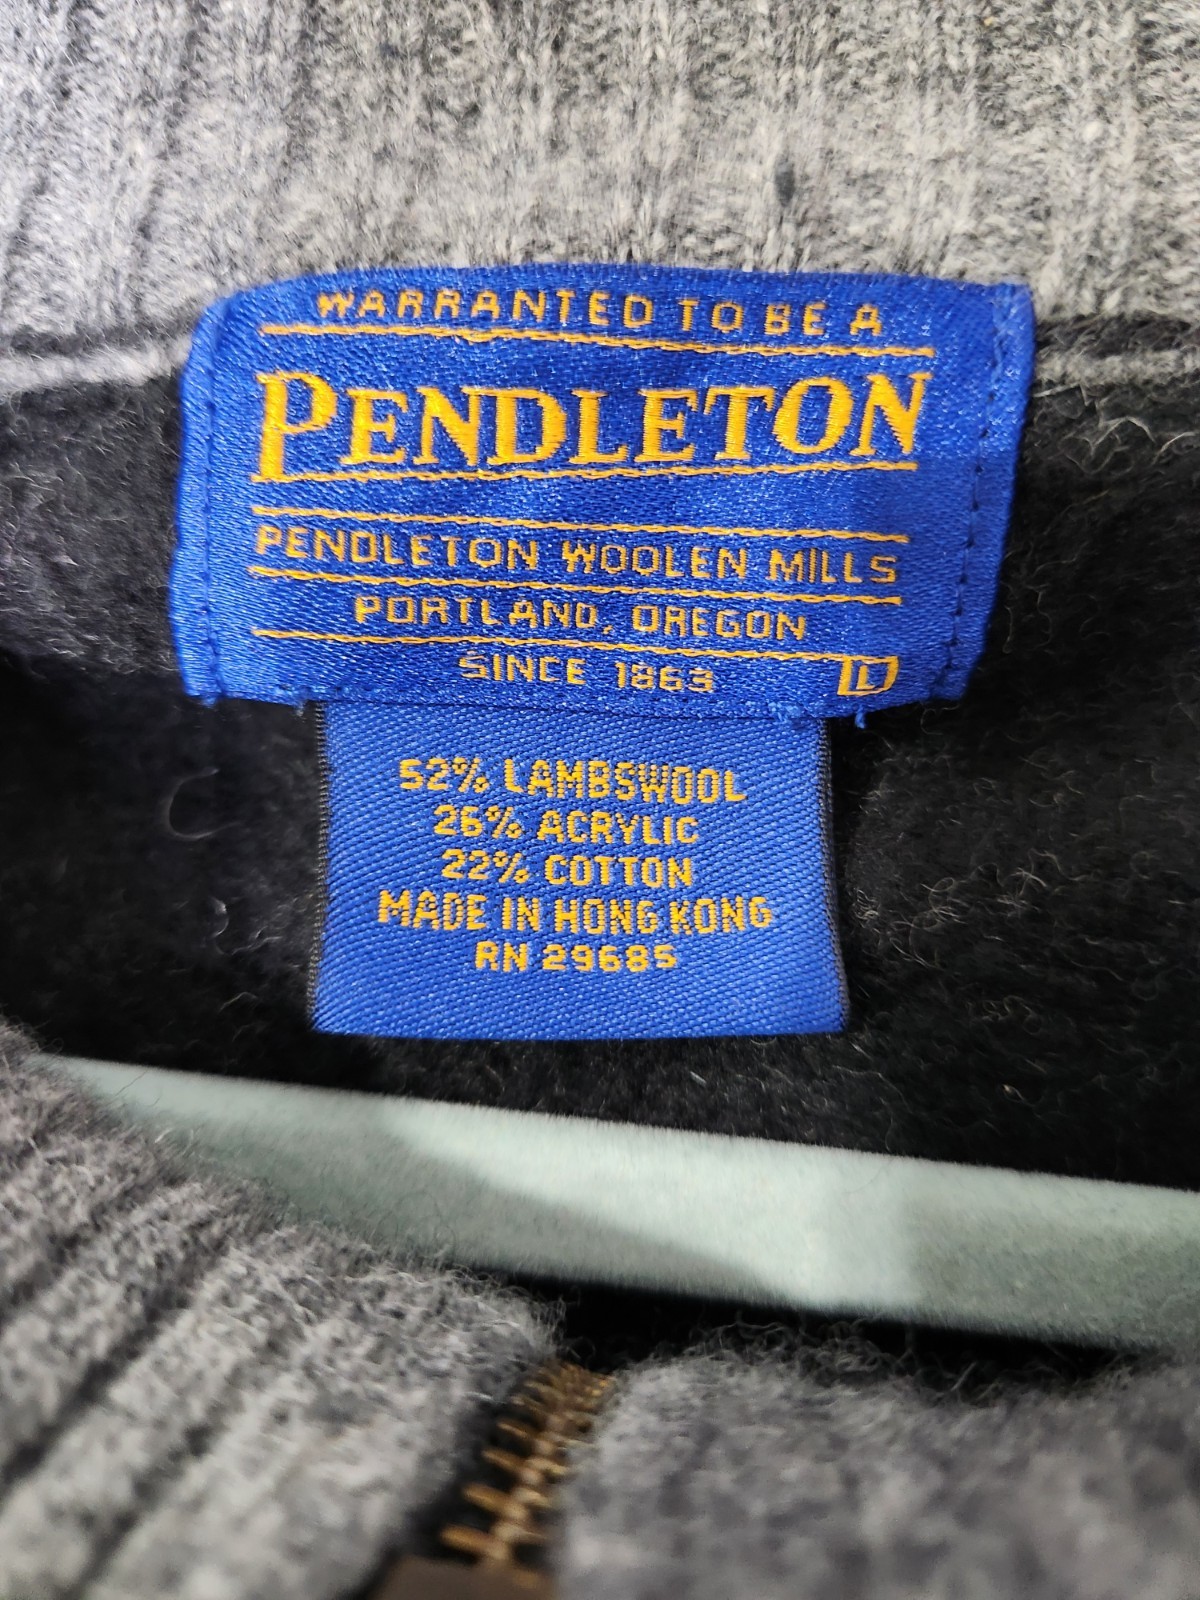 WARRANTED TO BE A
PENDLETON
PENDLETON WOOLEN MILLS
PORTLAND, OREGON
SINCE 1863
L
52% LAMBSWOOL
26% ACRYLIC
22% COTTON
MADE IN HONG KONG
RN 29685